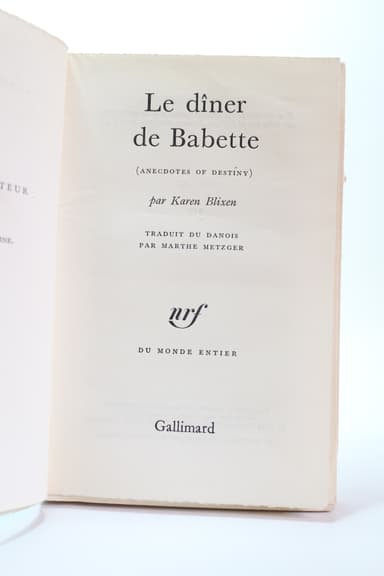 TEUR
Le dîner
de Babette
(ANECDOTES OF DESTINY)
par Karen Blixen
TRADUIT DU DANOIS
PAR MARTHE METZGER
nrf
DU MONDE ENTIER
Gallimard